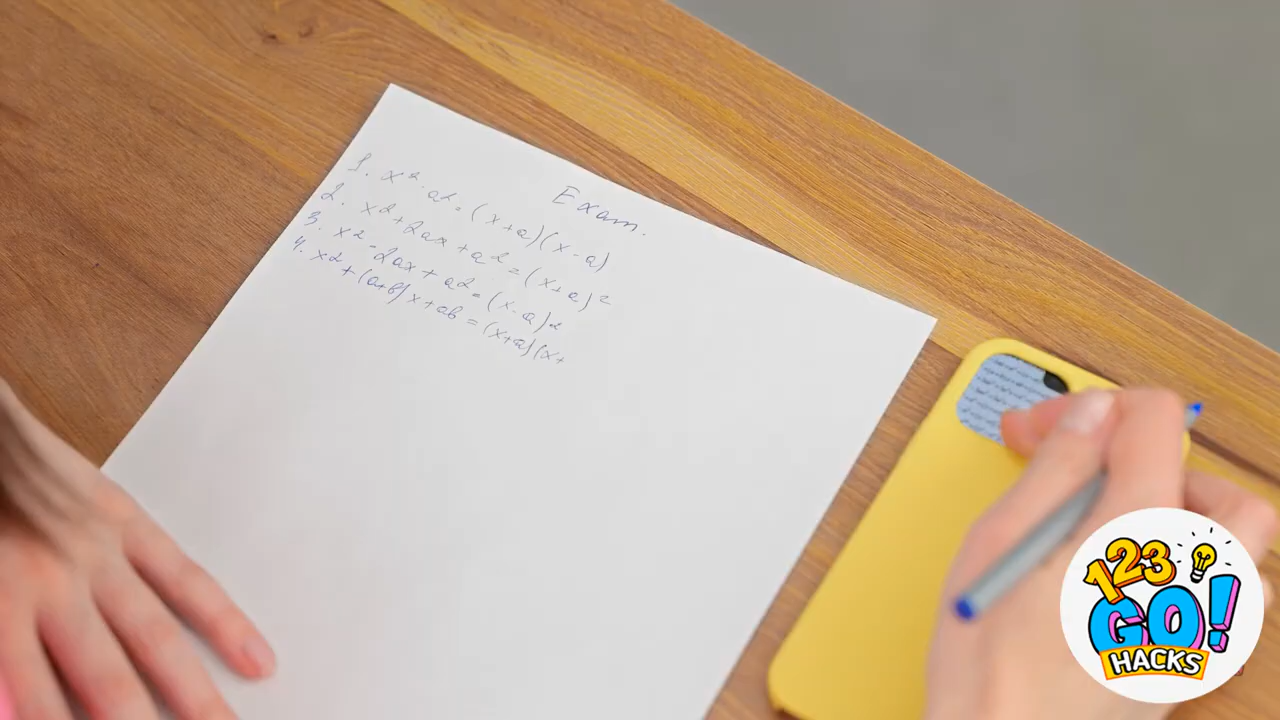 Exam.
1. x²-a²=(x+a)(x-a)
2. x²+2ax+a²=(x+a)²
3. x²-2ax+a²=(x-a)²
4. x²+(a+b)x+ab=(x+a)(x+
123
GO!
HACKS